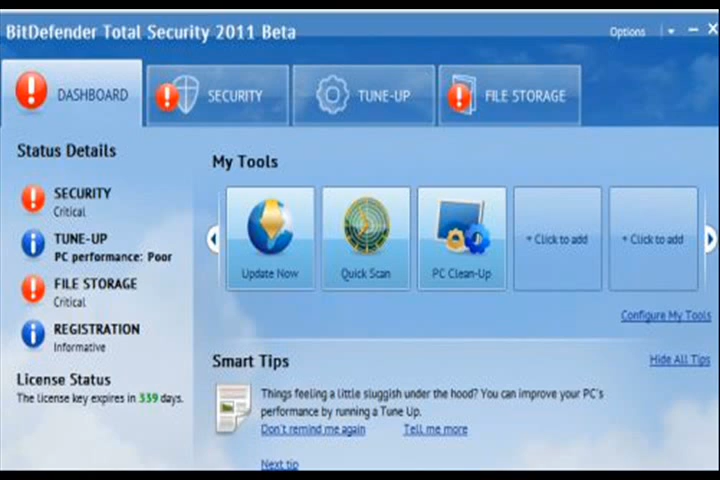 BitDefender Total Security 2011 Beta
Options
DASHBOARD
SECURITY
TUNE-UP
FILE STORAGE
Status Details
SECURITY
Critical
TUNE-UP
PC performance: Poor
FILE STORAGE
Critical
REGISTRATION
Informative
License Status
The license key expires in 339 days.
My Tools
Update Now
Quick Scan
PC Clean-Up
+ Click to add
+ Click to add
Configure My Tools
Smart Tips
Hide All Tips
Things feeling a little sluggish under the hood? You can improve your PC's
performance by running a Tune Up.
Don't remind me again
Tell me more
Next tip